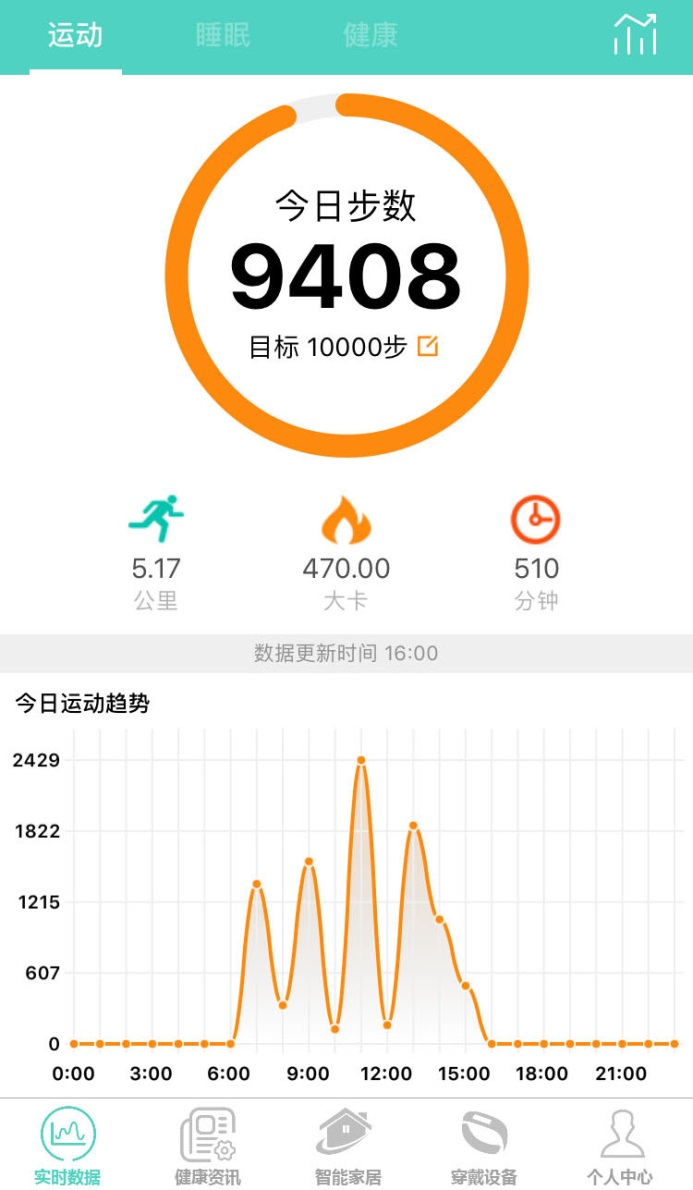 运动 睡眠 健康
今日步数
9408
目标 10000步
5.17 470.00 510
公里 大卡 分钟
数据更新时间 16:00
今日运动趋势
2429
1822
1215
607
0
0:00 3:00 6:00 9:00 12:00 15:00 18:00 21:00
实时数据 健康资讯 智能家居 穿戴设备 个人中心